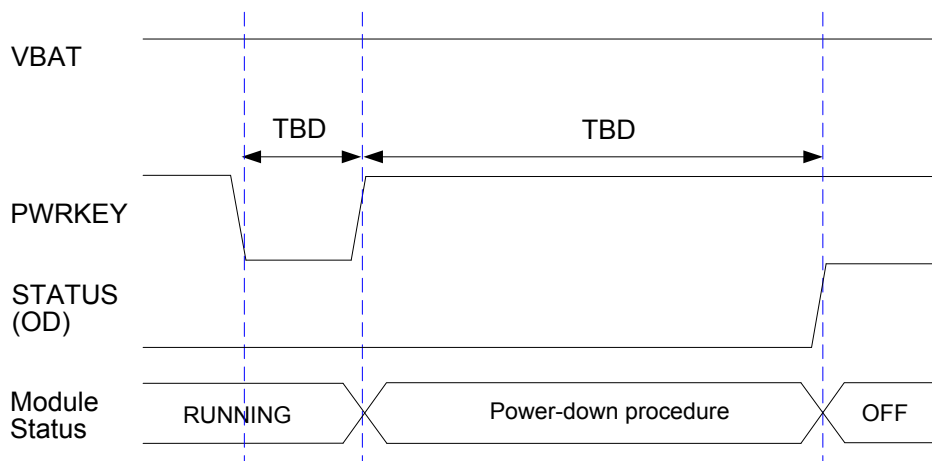 VBAT
TBD
TBD
PWRKEY
STATUS
(OD)
Module
Status
RUNNING
Power-down procedure
OFF